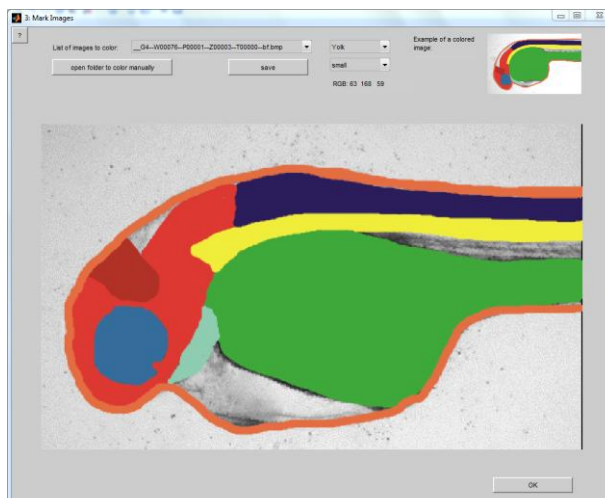 3: Mark Images
?
List of images to color:
__G4--W00076--P00001--Z00003--T00000--bf.bmp
Yolk
Example of a colored
image:
open folder to color manually
save
small
RGB: 63 168 59
OK